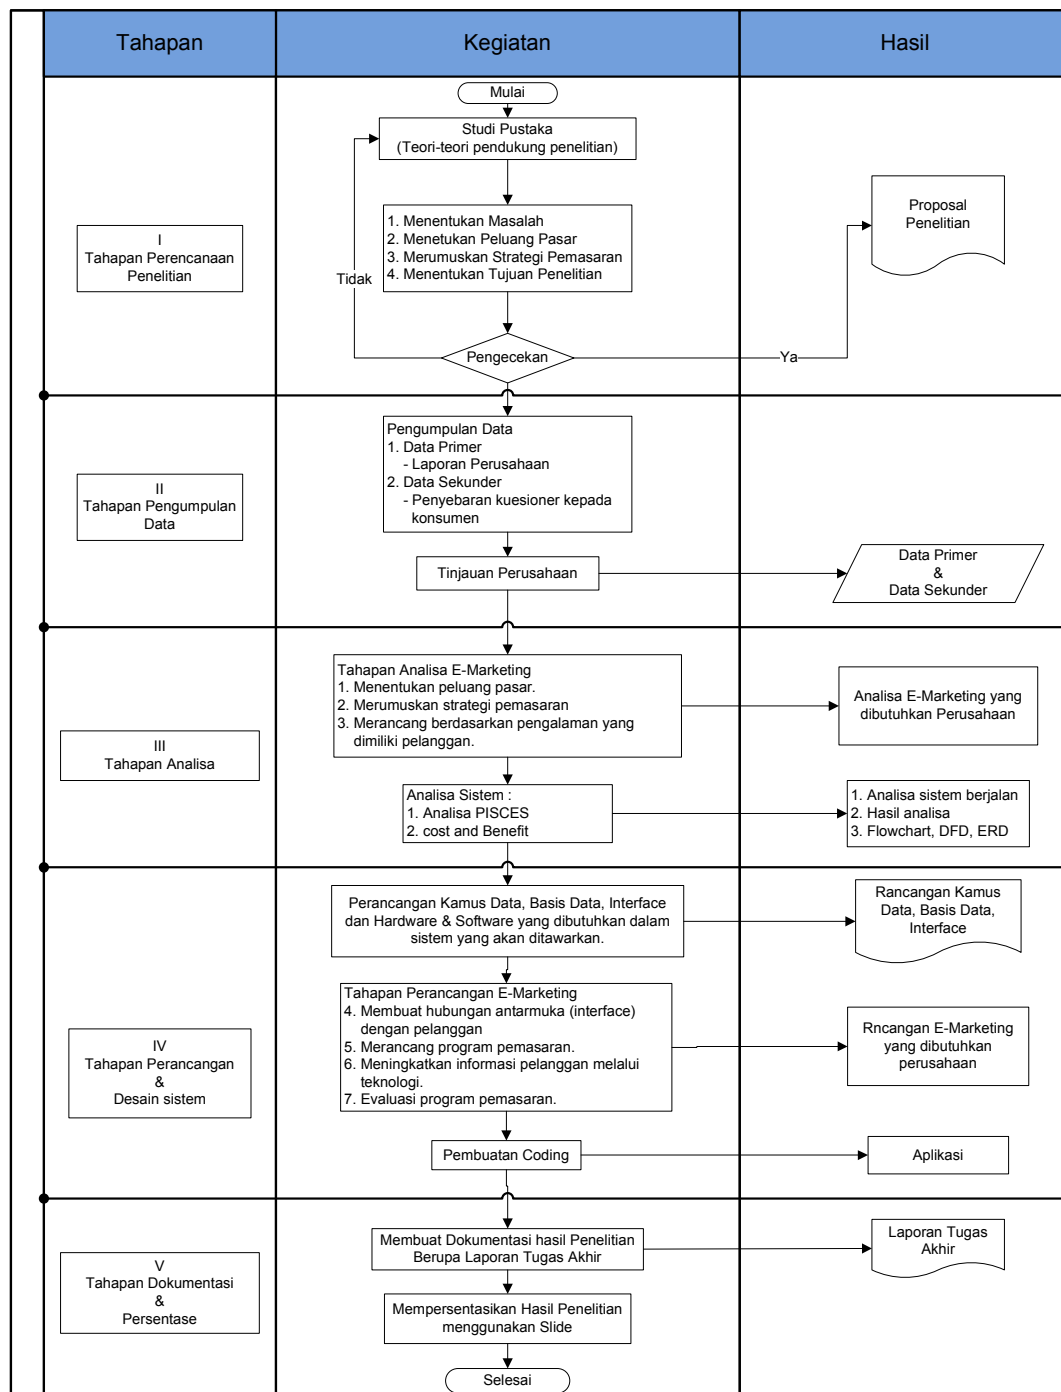 Tahapan
Kegiatan
Hasil
Mulai
Studi Pustaka
(Teori-teori pendukung penelitian)
I
Tahapan Perencanaan
Penelitian
1. Menentukan Masalah
2. Menetukan Peluang Pasar
3. Merumuskan Strategi Pemasaran
4. Menentukan Tujuan Penelitian
Tidak
Pengecekan
Ya
Proposal
Penelitian
II
Tahapan Pengumpulan
Data
Pengumpulan Data
1. Data Primer
- Laporan Perusahaan
2. Data Sekunder
- Penyebaran kuesioner kepada
konsumen
Tinjauan Perusahaan
Data Primer
&
Data Sekunder
III
Tahapan Analisa
Tahapan Analisa E-Marketing
1. Menentukan peluang pasar.
2. Merumuskan strategi pemasaran
3. Merancang berdasarkan pengalaman yang
dimiliki pelanggan.
Analisa E-Marketing yang
dibutuhkan Perusahaan
Analisa Sistem :
1. Analisa PISCES
2. cost and Benefit
1. Analisa sistem berjalan
2. Hasil analisa
3. Flowchart, DFD, ERD
IV
Tahapan Perancangan
&
Desain sistem
Perancangan Kamus Data, Basis Data, Interface
dan Hardware & Software yang dibutuhkan dalam
sistem yang akan ditawarkan.
Rancangan Kamus
Data, Basis Data,
Interface
Tahapan Perancangan E-Marketing
4. Membuat hubungan antarmuka (interface)
dengan pelanggan
5. Merancang program pemasaran.
6. Meningkatkan informasi pelanggan melalui
teknologi.
7. Evaluasi program pemasaran.
Rncangan E-Marketing
yang dibutuhkan
perusahaan
Pembuatan Coding
Aplikasi
V
Tahapan Dokumentasi
&
Persentase
Membuat Dokumentasi hasil Penelitian
Berupa Laporan Tugas Akhir
Laporan Tugas
Akhir
Mempersentasikan Hasil Penelitian
menggunakan Slide
Selesai